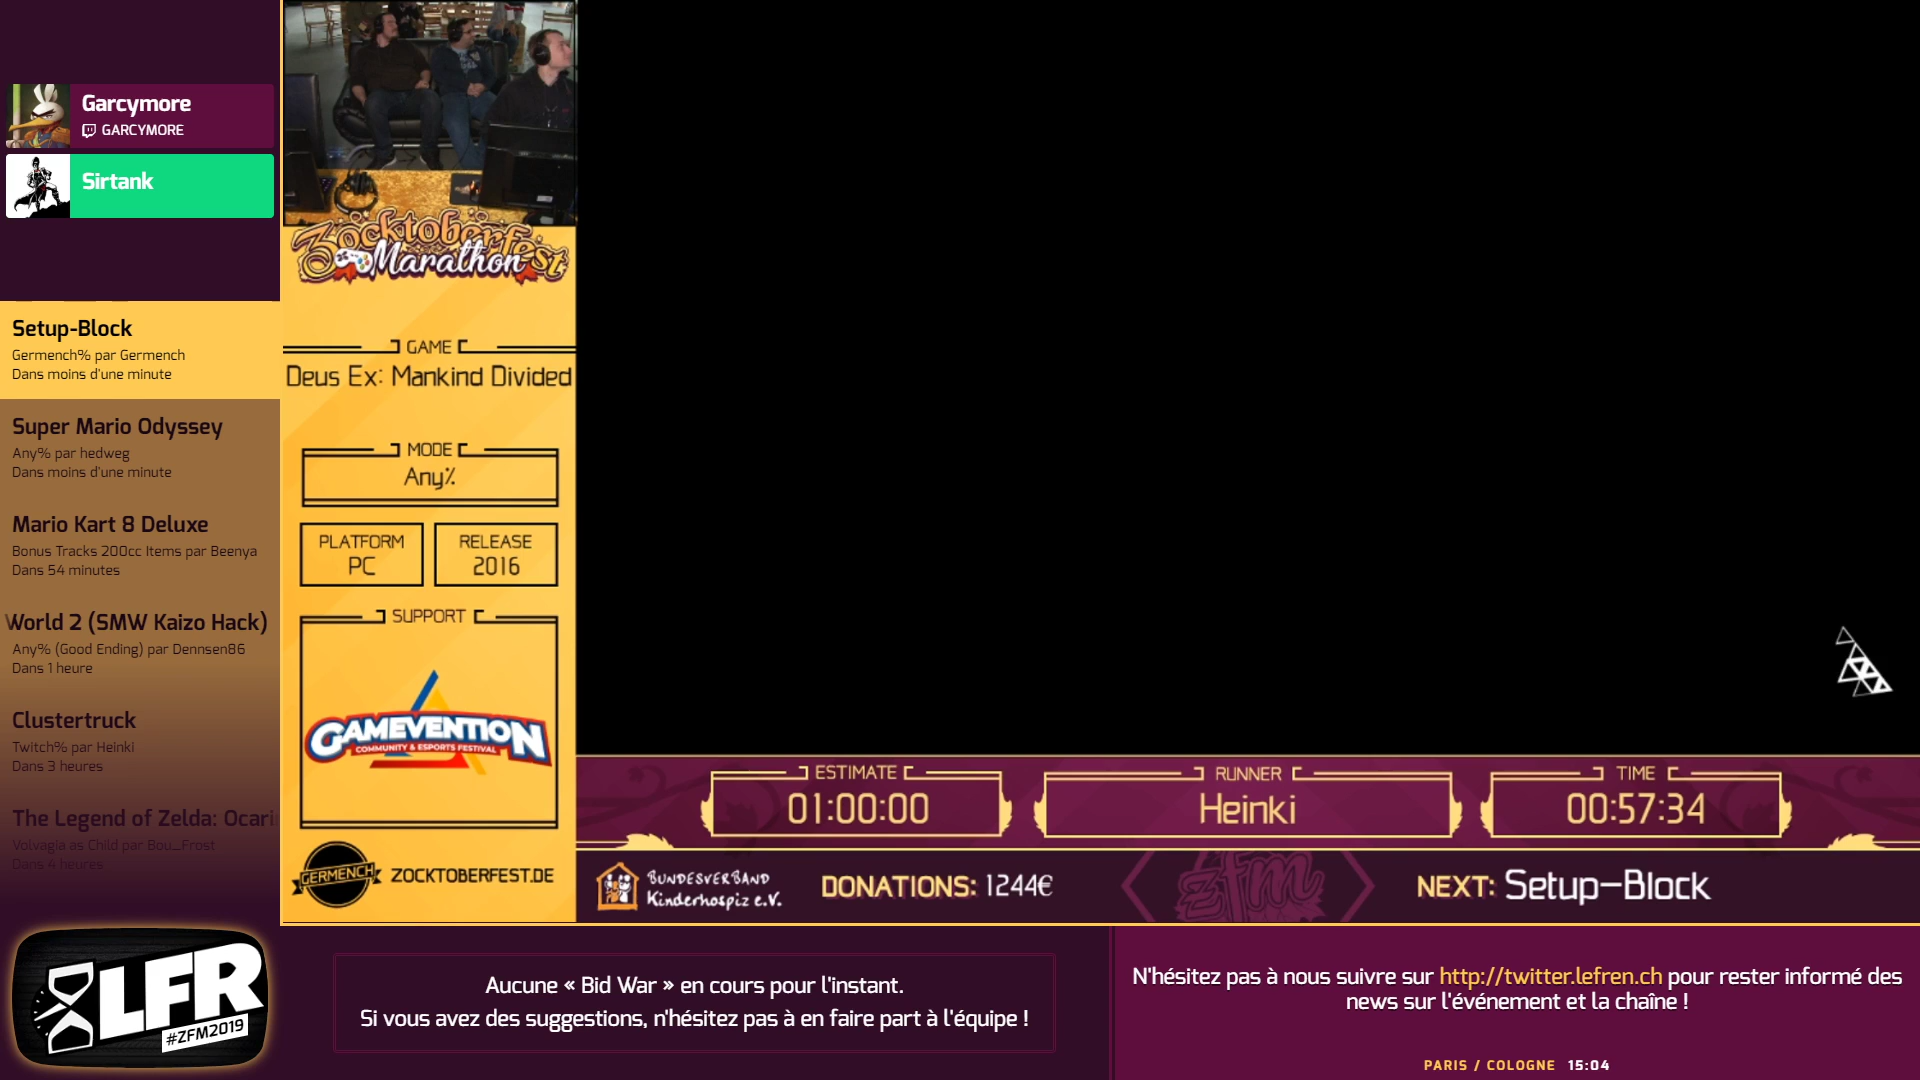 Garcymore
GARCYMORE
Sirtank
Setup-Block
Germench% par Germench
Dans moins d'une minute
Super Mario Odyssey
Any% par hedweg
Dans moins d'une minute
Mario Kart 8 Deluxe
Bonus Tracks 200cc Items par Beenya
Dans 54 minutes
World 2 (SMW Kaizo Hack)
Any% (Good Ending) par Dennsen86
Dans 1 heure
Clustertruck
Twitch% par Heinki
Dans 3 heures
The Legend of Zelda: Ocari
Volvagia as Child par Bou_Frost
Dans 4 heures
LFR
#ZFM2019
Zocktoberfest
Marathon
GAME
Deus Ex: Mankind Divided
MODE
Any%
PLATFORM
PC
RELEASE
2016
SUPPORT
GAMEVENTION
COMMUNITY & ESPORTS FESTIVAL
GERMENCH
ZOCKTOBERFEST.DE
ESTIMATE
01:00:00
RUNNER
Heinki
TIME
00:57:34
BUNDESVERBAND
Kinderhospiz e.V.
DONATIONS: 1244€
zfm
NEXT: Setup-Block
Aucune « Bid War » en cours pour l'instant.
Si vous avez des suggestions, n'hésitez pas à en faire part à l'équipe !
N'hésitez pas à nous suivre sur http://twitter.lefren.ch pour rester informé des
news sur l'événement et la chaîne !
PARIS / COLOGNE 15:04